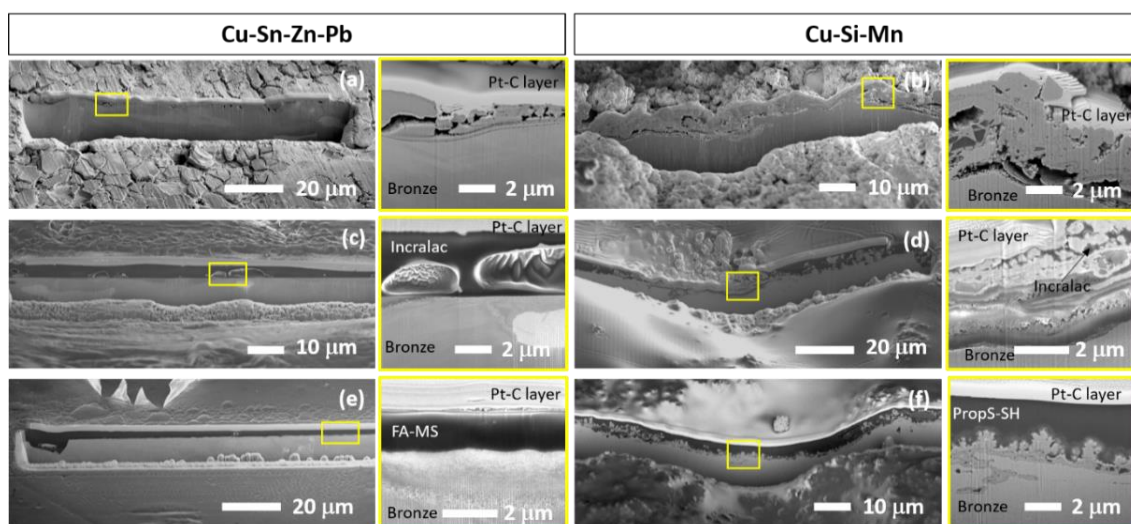 Cu-Sn-Zn-Pb
Cu-Si-Mn
(a)
20 μm
Pt-C layer
Bronze
2 μm
(b)
10 μm
Pt-C layer
Bronze
2 μm
(c)
10 μm
Pt-C layer
Incralac
Bronze
2 μm
(d)
20 μm
Pt-C layer
Incralac
Bronze
2 μm
(e)
20 μm
Pt-C layer
FA-MS
Bronze
2 μm
(f)
10 μm
Pt-C layer
PropS-SH
Bronze
2 μm